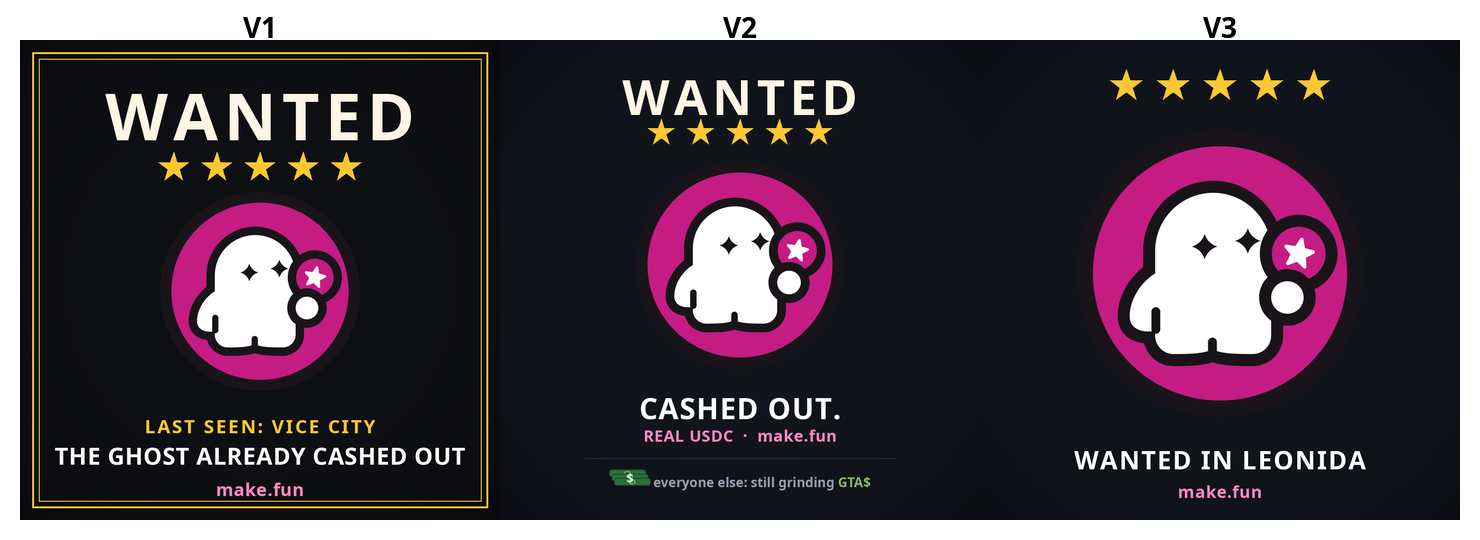 V1
WANTED
LAST SEEN: VICE CITY
THE GHOST ALREADY CASHED OUT
make.fun
V2
WANTED
CASHED OUT.
REAL USDC · make.fun
$ everyone else: still grinding GTA$
V3
WANTED IN LEONIDA
make.fun